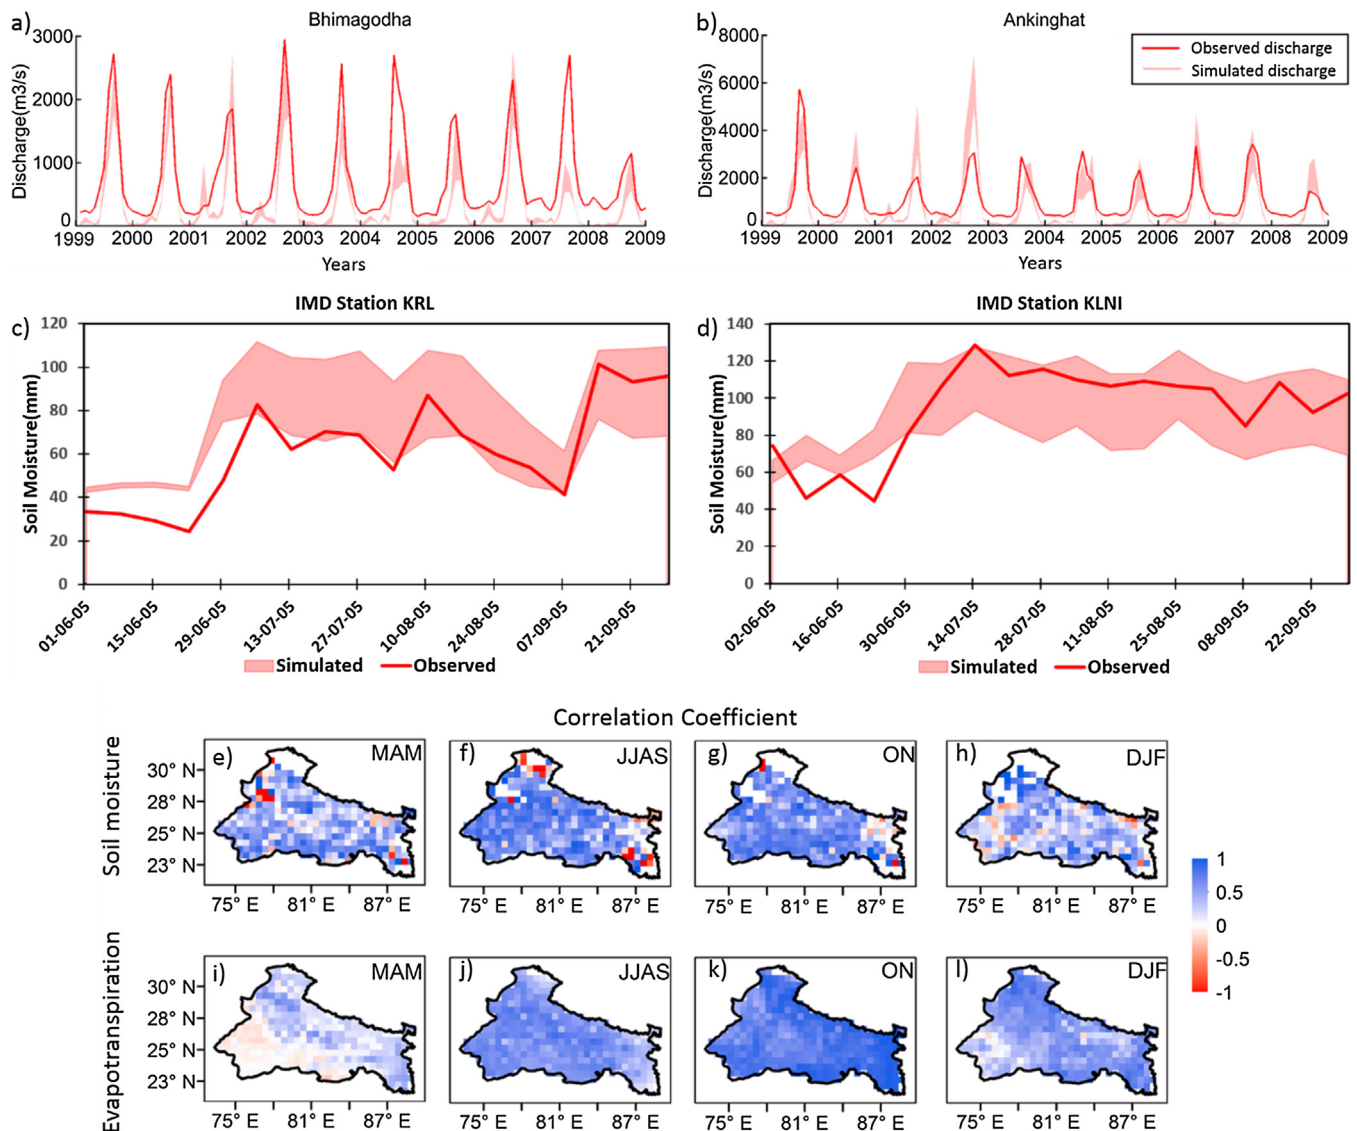 a) Bhimagodha
Discharge(m3/s)
3000
2000
1000
0
1999 2000 2001 2002 2003 2004 2005 2006 2007 2008 2009
Years
b) Ankinghat
Observed discharge
Simulated discharge
Discharge(m3/s)
8000
6000
4000
2000
0
1999 2000 2001 2002 2003 2004 2005 2006 2007 2008 2009
Years
c) IMD Station KRL
Soil Moisture(mm)
120
100
80
60
40
20
0
01-06-05 15-06-05 29-06-05 13-07-05 27-07-05 10-08-05 24-08-05 07-09-05 21-09-05
Simulated Observed
d) IMD Station KLNI
Soil Moisture(mm)
140
120
100
80
60
40
20
0
02-06-05 16-06-05 30-06-05 14-07-05 28-07-05 11-08-05 25-08-05 08-09-05 22-09-05
Simulated Observed
Correlation Coefficient
Soil moisture
e) MAM
f) JJAS
g) ON
h) DJF
30° N
28° N
25° N
23° N
75° E 81° E 87° E
75° E 81° E 87° E
75° E 81° E 87° E
75° E 81° E 87° E
1
0.5
0
-0.5
-1
Evapotranspiration
i) MAM
j) JJAS
k) ON
l) DJF
30° N
28° N
25° N
23° N
75° E 81° E 87° E
75° E 81° E 87° E
75° E 81° E 87° E
75° E 81° E 87° E